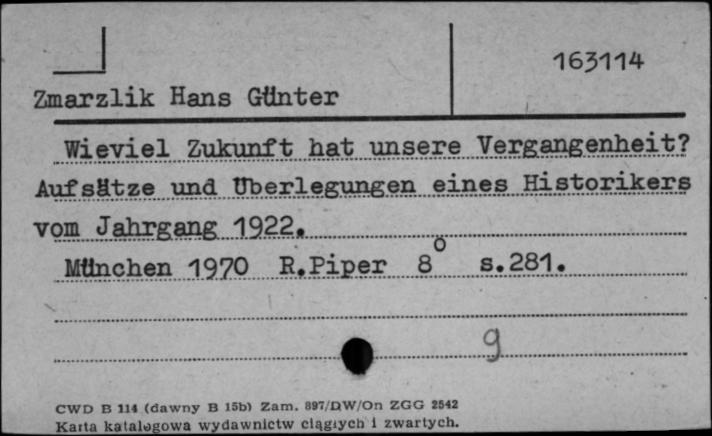 163114
Zmarzlik Hans Günter
Wieviel Zukunft hat unsere Vergangenheit?
Aufsätze und Überlegungen eines Historikers
vom Jahrgang 1922.
München 1970 R.Piper 8° s.281.
9
CWD B 114 (dawny B 15b) Zam. 897/DW/On ZGG 2542
Karta katalogowa wydawnictw ciągłych i zwartych.